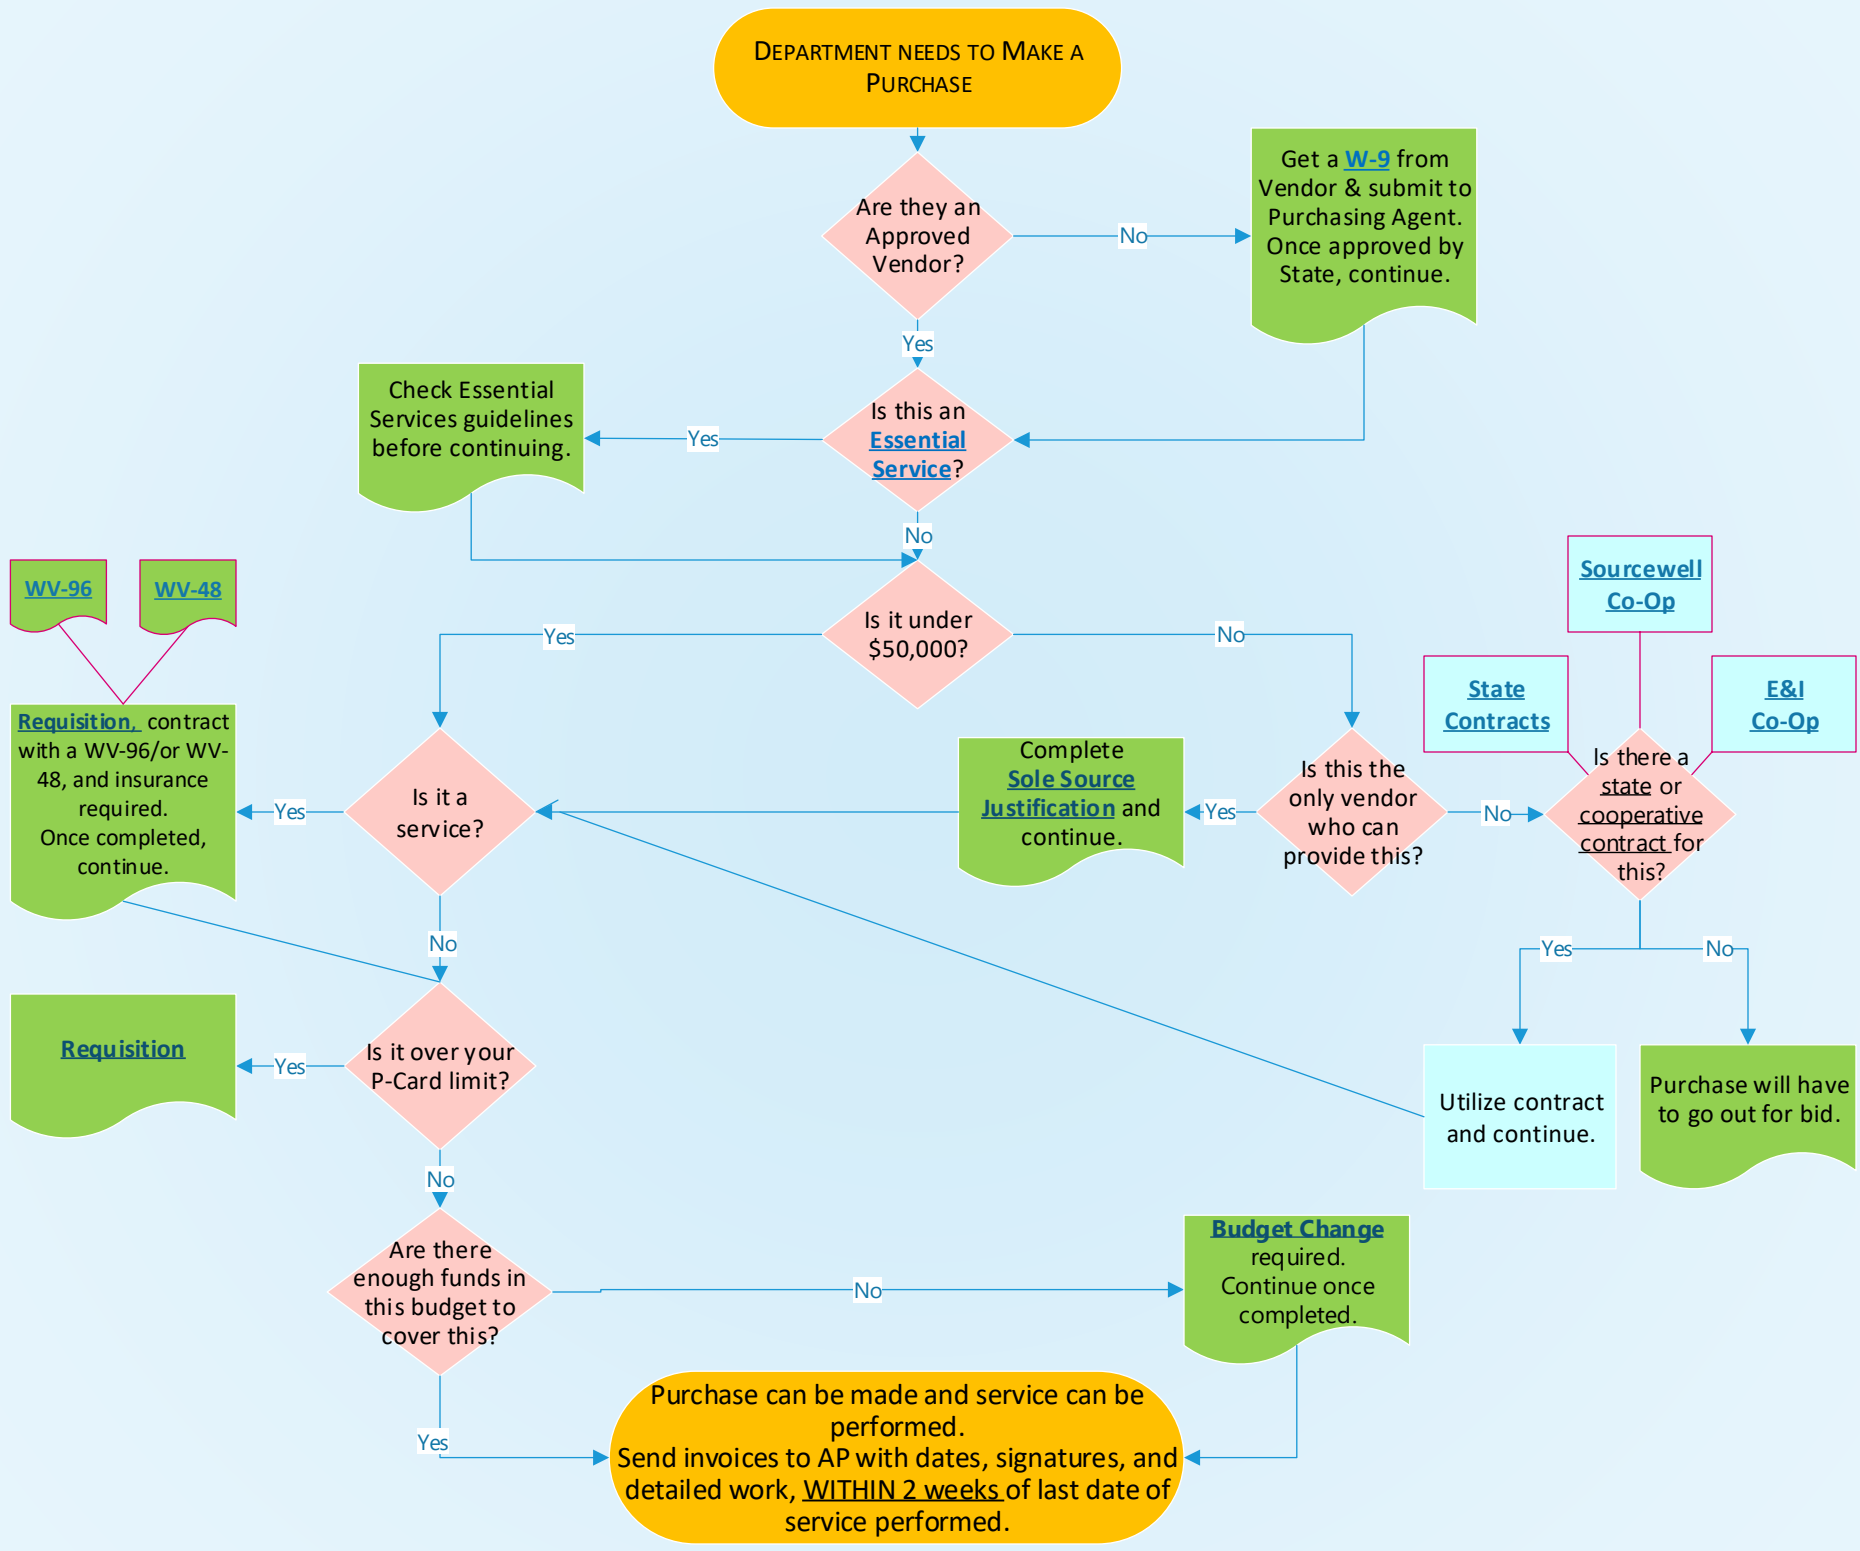 DEPARTMENT NEEDS TO MAKE A
PURCHASE
Are they an
Approved
Vendor?
No
Get a W-9 from
Vendor & submit to
Purchasing Agent.
Once approved by
State, continue.
Yes
Check Essential
Services guidelines
before continuing.
Yes
Is this an
Essential
Service?
No
WV-96
WV-48
Is it under
$50,000?
Yes
No
Sourcewell
Co-Op
State
Contracts
E&I
Co-Op
Requisition, contract
with a WV-96/or WV-
48, and insurance
required.
Once completed,
continue.
Yes
Is it a
service?
Complete
Sole Source
Justification and
continue.
Yes
Is this the
only vendor
who can
provide this?
No
Is there a
state or
cooperative
contract for
this?
No
Yes
No
Requisition
Yes
Is it over your
P-Card limit?
Utilize contract
and continue.
Purchase will have
to go out for bid.
No
Are there
enough funds in
this budget to
cover this?
No
Budget Change
required.
Continue once
completed.
Yes
Purchase can be made and service can be
performed.
Send invoices to AP with dates, signatures, and
detailed work, WITHIN 2 weeks of last date of
service performed.